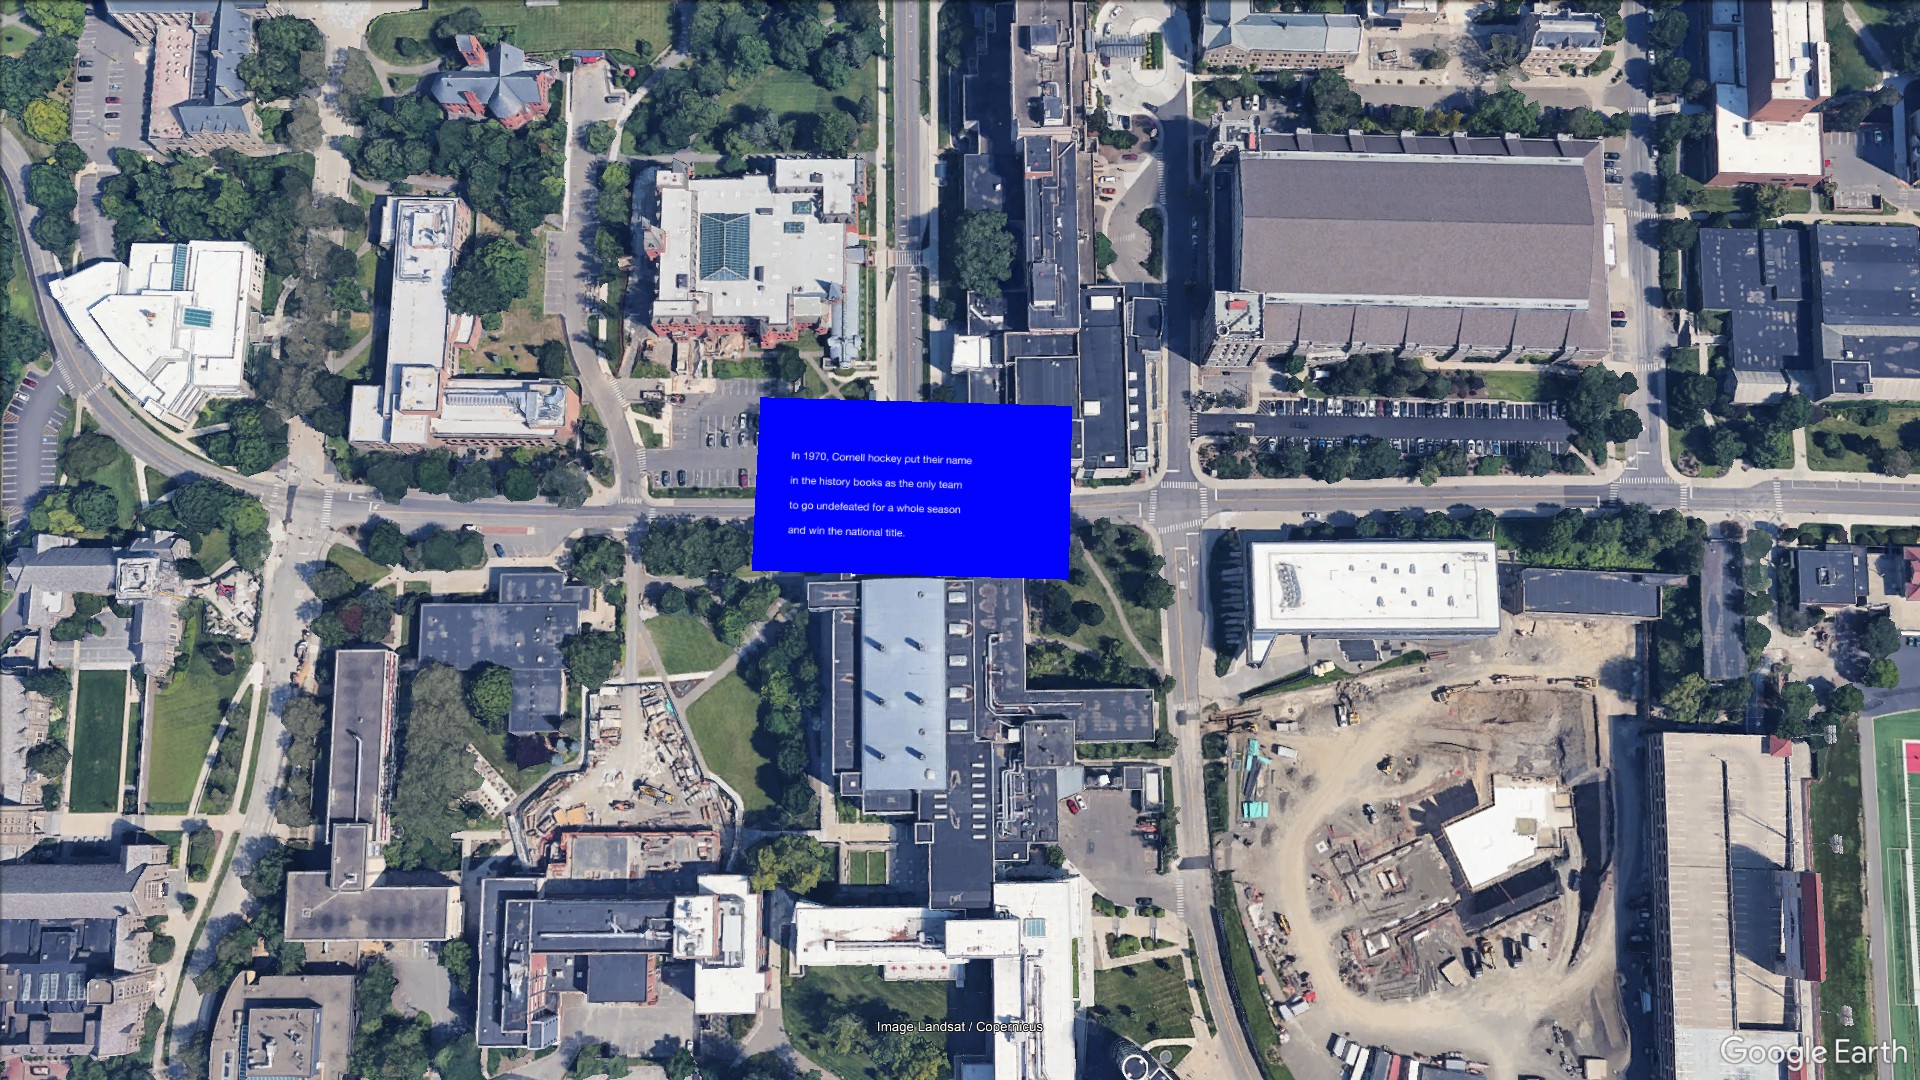 In 1970, Cornell hockey put their name
in the history books as the only team
to go undefeated for a whole season
and win the national title.
Image Landsat / Copernicus
Google Earth